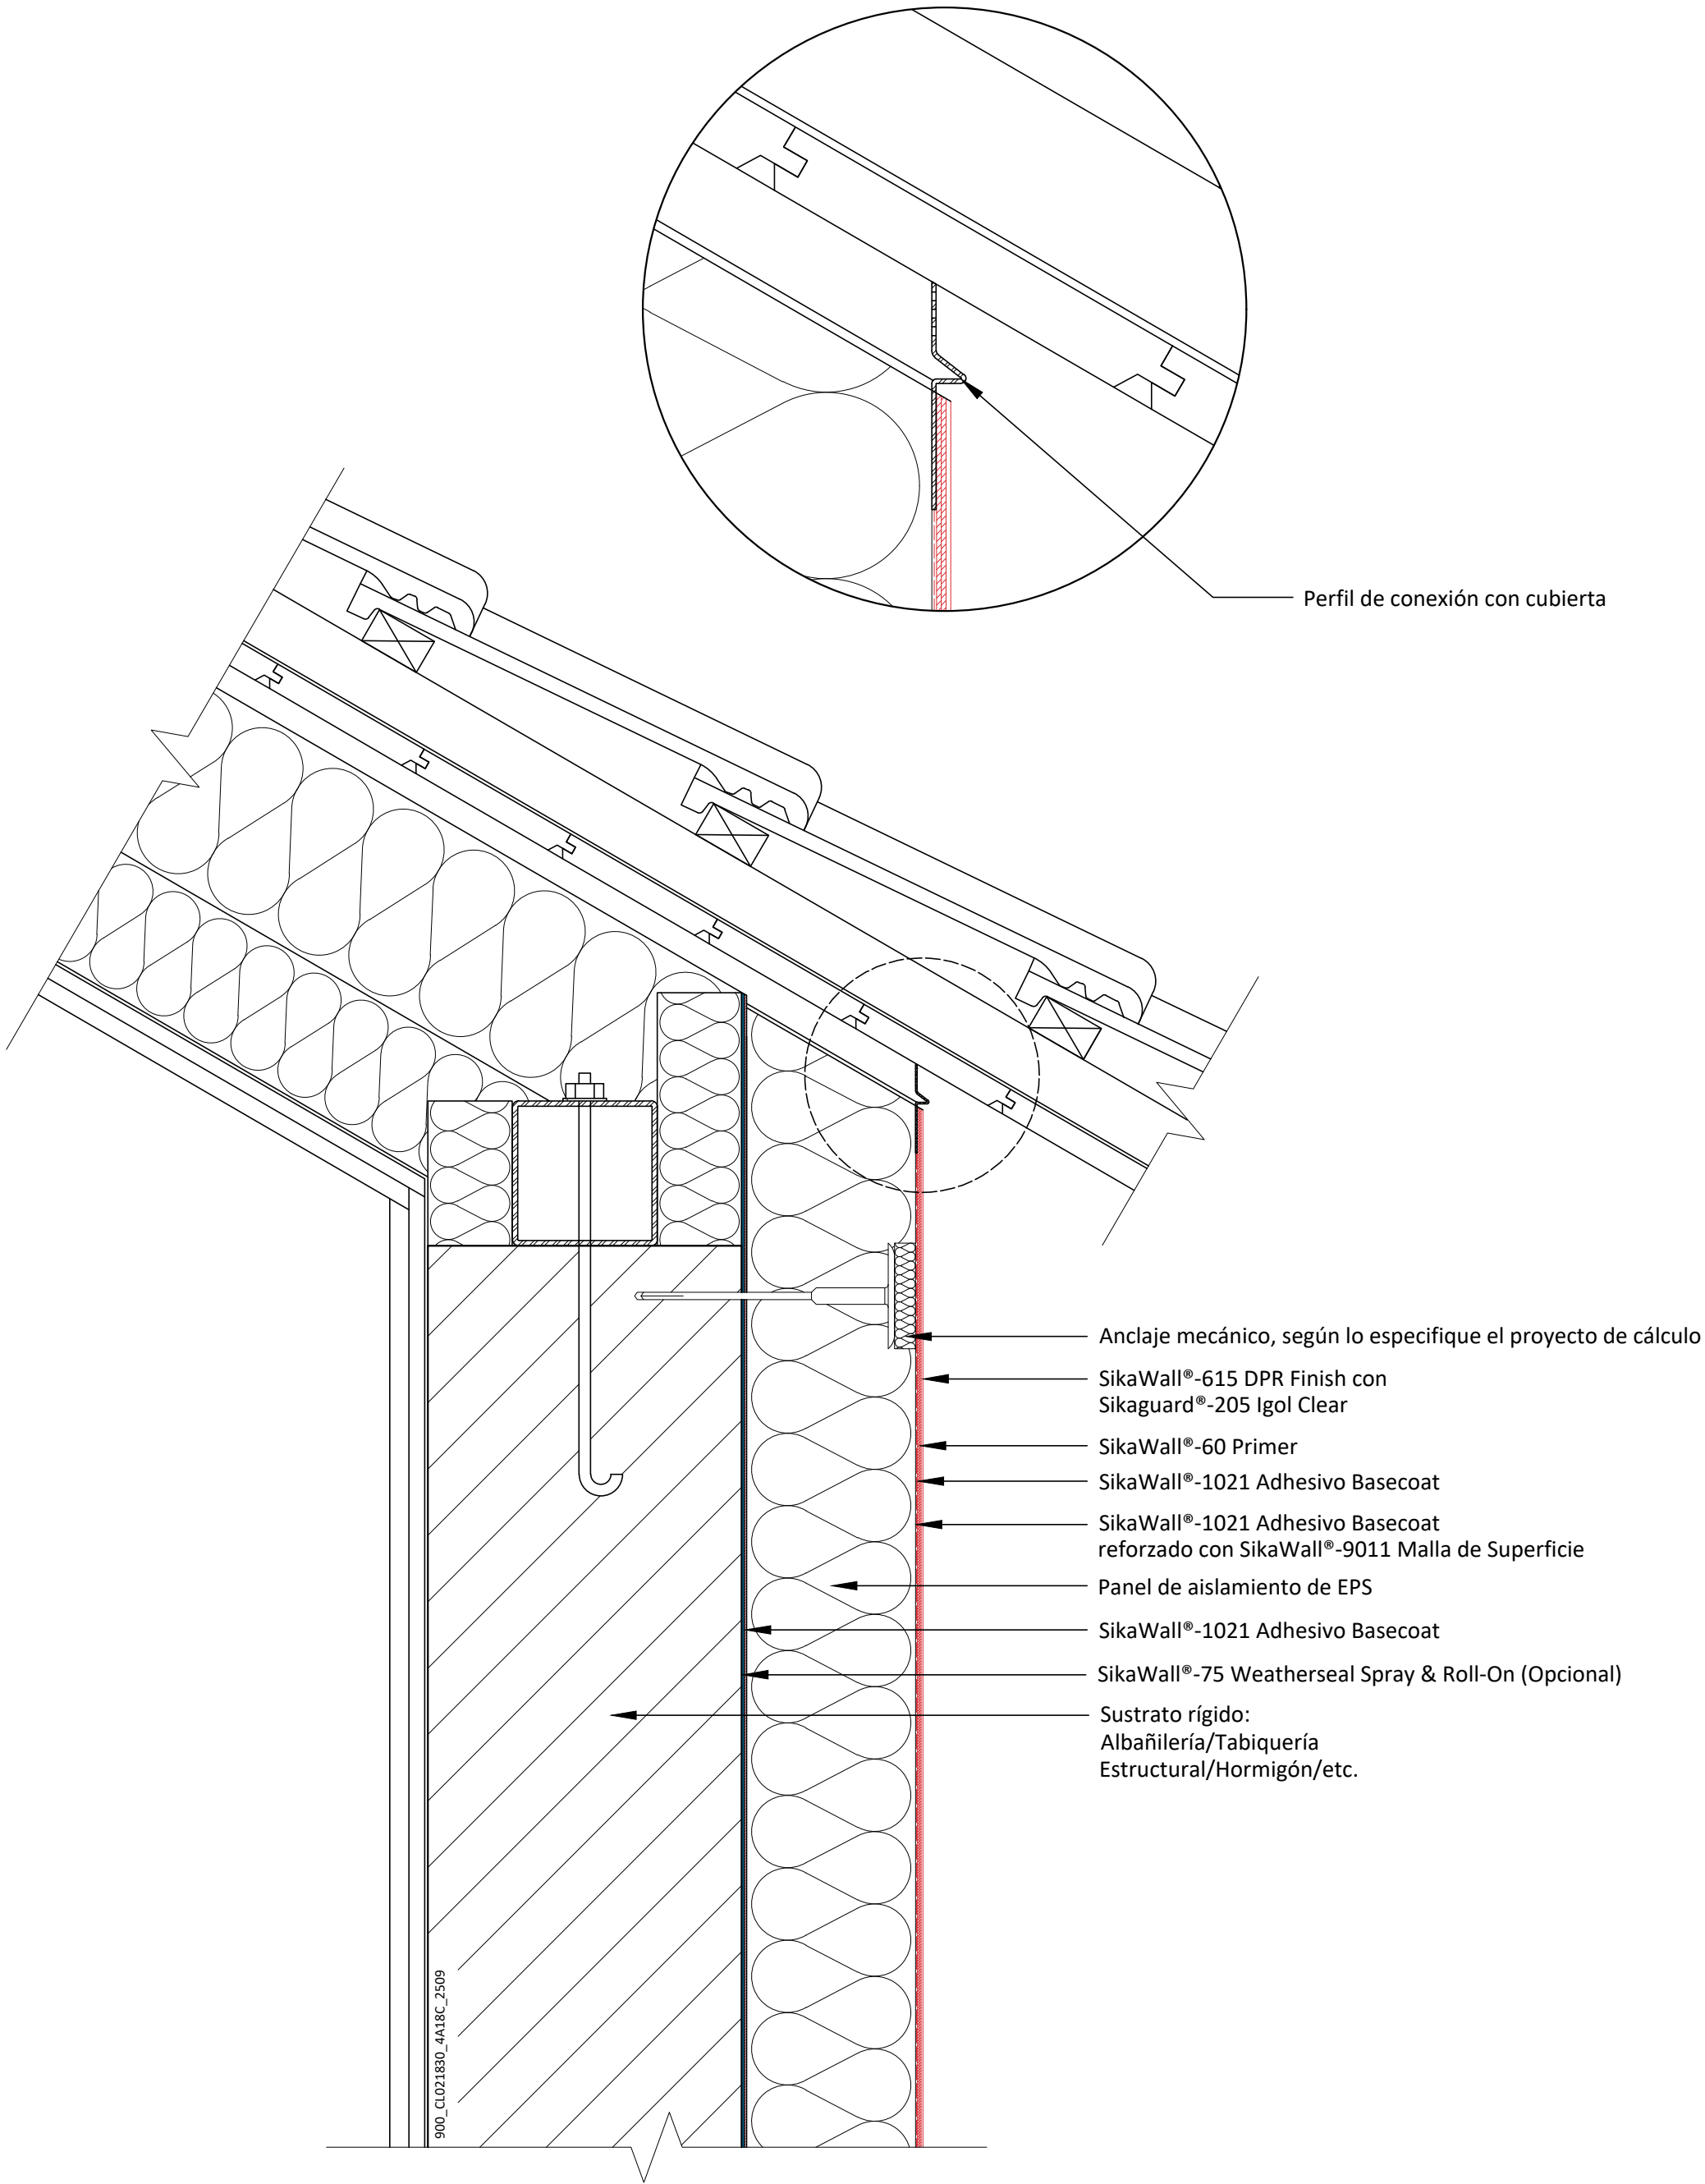 Perfil de conexión con cubierta
Anclaje mecánico, según lo especifique el proyecto de cálculo
SikaWall®-615 DPR Finish con
Sikaguard®-205 Igol Clear
SikaWall®-60 Primer
SikaWall®-1021 Adhesivo Basecoat
SikaWall®-1021 Adhesivo Basecoat
reforzado con SikaWall®-9011 Malla de Superficie
Panel de aislamiento de EPS
SikaWall®-1021 Adhesivo Basecoat
SikaWall®-75 Weatherseal Spray & Roll-On (Opcional)
Sustrato rígido:
Albañilería/Tabiquería
Estructural/Hormigón/etc.
900_CL021830_4A18C_2509